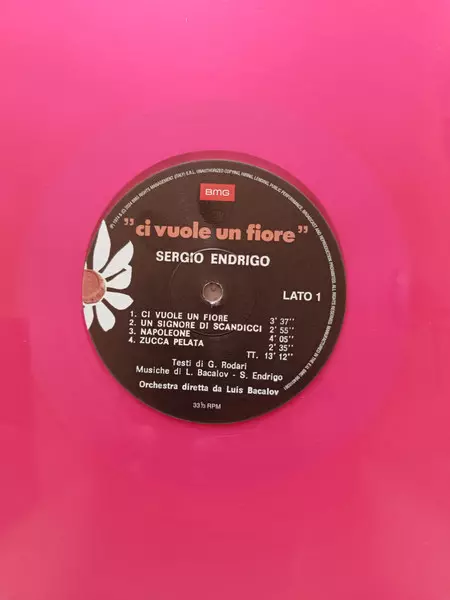 BMG
"ci vuole un fiore"
SERGIO ENDRIGO
LATO 1
1. CI VUOLE UN FIORE 3' 37''
2. UN SIGNORE DI SCANDICCI 2' 55''
3. NAPOLEONE 4' 05''
4. ZUCCA PELATA 2' 35''
TT. 13' 12''
Testi di G. Rodari
Musiche di L. Bacalov - S. Endrigo
Orchestra diretta da Luis Bacalov
33⅓ RPM